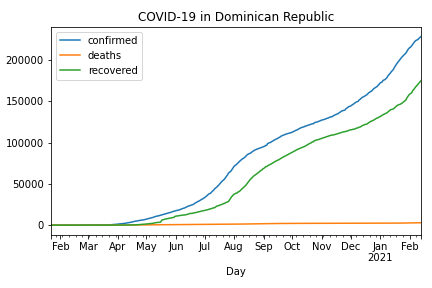 COVID-19 in Dominican Republic
confirmed
deaths
recovered
200000
150000
100000
50000
0
Feb Mar Apr May Jun Jul Aug Sep Oct Nov Dec Jan Feb
2021
Day